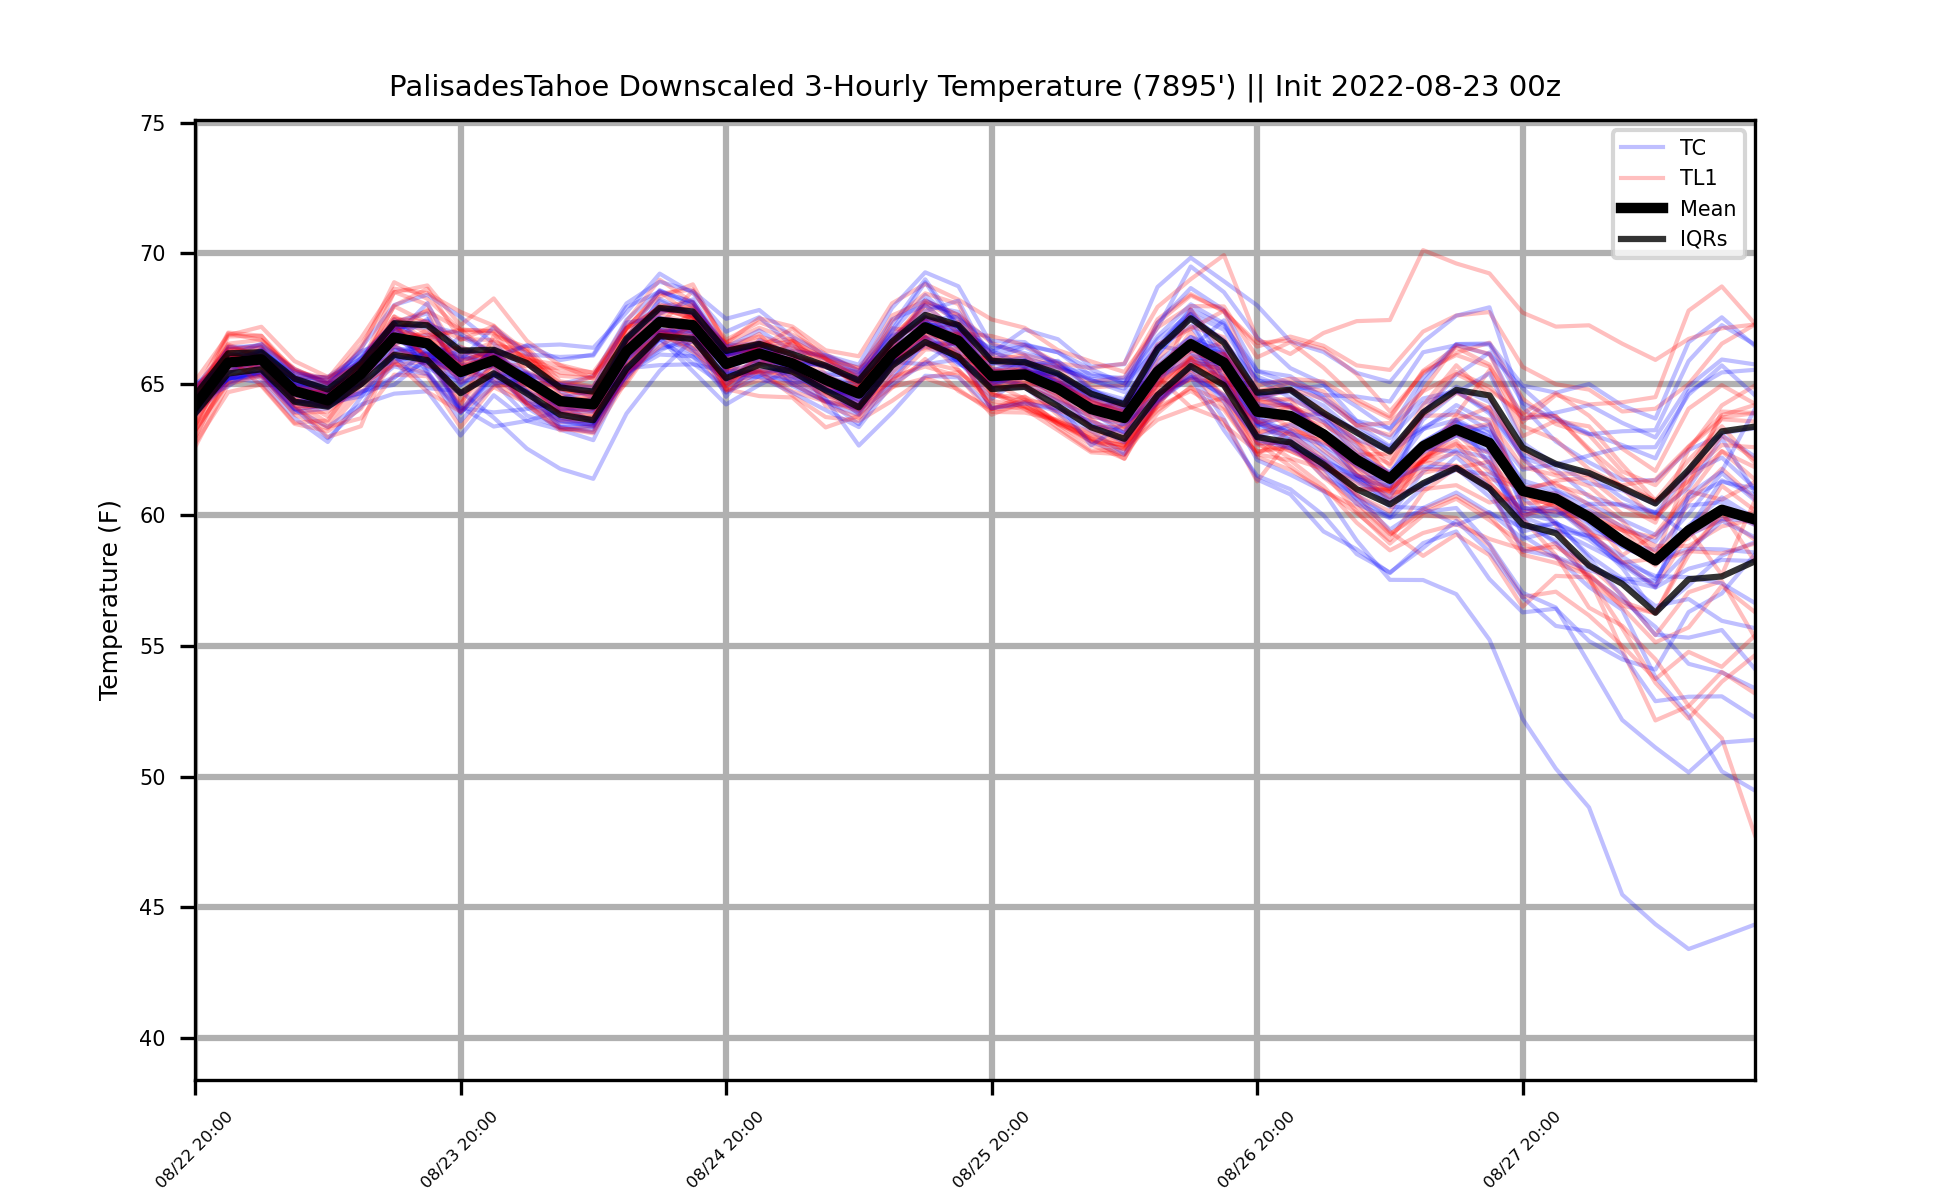 PalisadesTahoe Downscaled 3-Hourly Temperature (7895') || Init 2022-08-23 00z
Temperature (F)
75
70
65
60
55
50
45
40
TC
TL1
Mean
IQRs
08/22 20:00
08/23 20:00
08/24 20:00
08/25 20:00
08/26 20:00
08/27 20:00